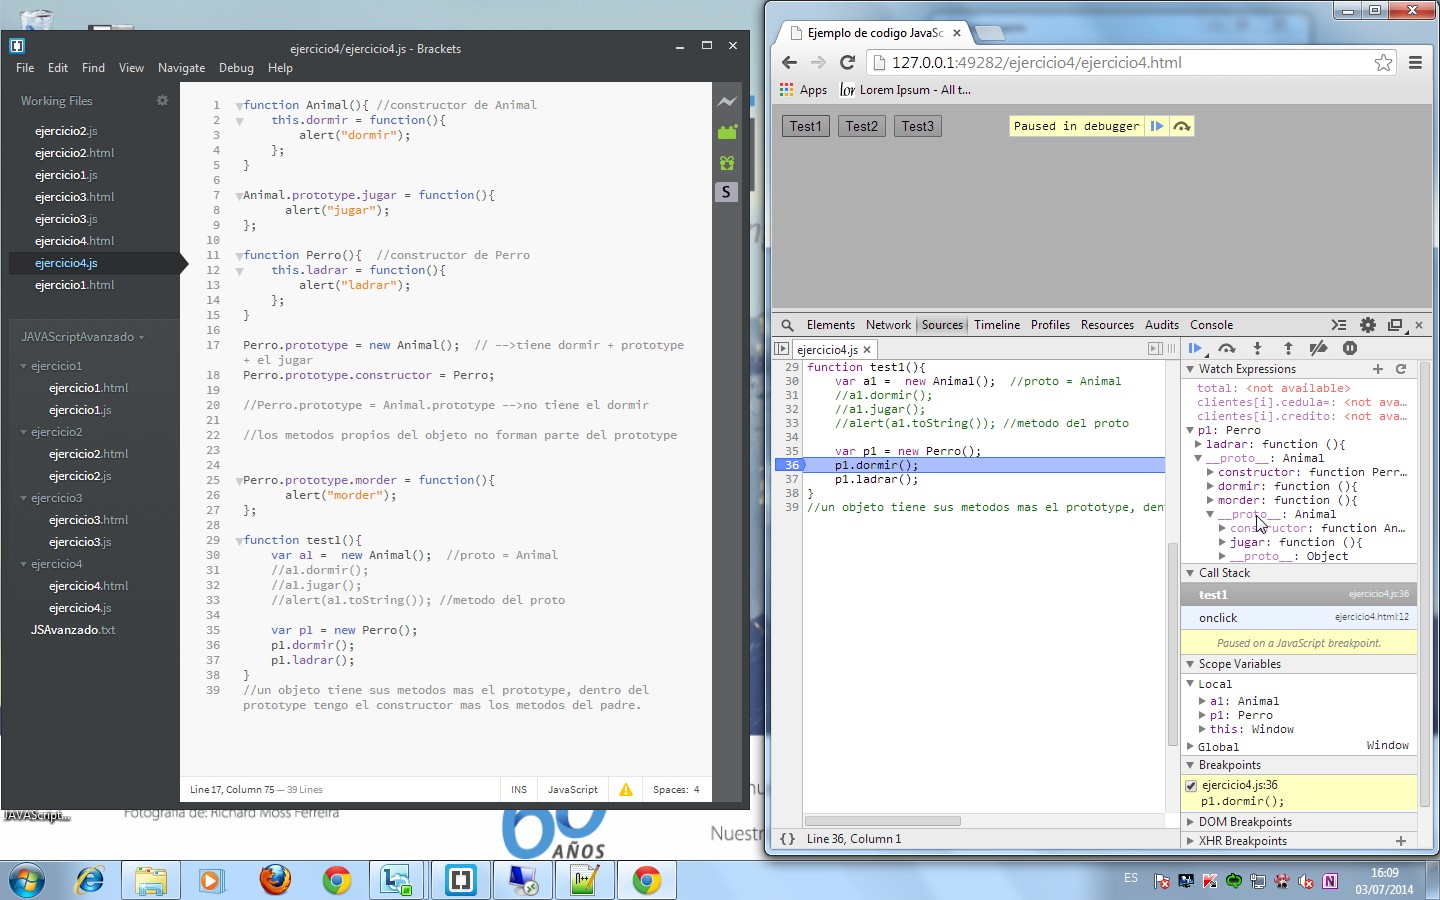 ejercicio4/ejercicio4.js - Brackets
File Edit Find View Navigate Debug Help
Working Files
ejercicio2.js
ejercicio2.html
ejercicio1.js
ejercicio3.html
ejercicio3.js
ejercicio4.html
ejercicio4.js
ejercicio1.html
JAVAScriptAvanzado
ejercicio1
ejercicio1.html
ejercicio1.js
ejercicio2
ejercicio2.html
ejercicio2.js
ejercicio3
ejercicio3.html
ejercicio3.js
ejercicio4
ejercicio4.html
ejercicio4.js
JSAvanzado.txt
1 function Animal(){ //constructor de Animal
2 this.dormir = function(){
3 alert("dormir");
4 };
5 }
6
7 Animal.prototype.jugar = function(){
8 alert("jugar");
9 };
10
11 function Perro(){ //constructor de Perro
12 this.ladrar = function(){
13 alert("ladrar");
14 };
15 }
16
17 Perro.prototype = new Animal(); // -->tiene dormir + prototype
+ el jugar
18 Perro.prototype.constructor = Perro;
19
20 //Perro.prototype = Animal.prototype -->no tiene el dormir
21
22 //los metodos propios del objeto no forman parte del prototype
23
24
25 Perro.prototype.morder = function(){
26 alert("morder");
27 };
28
29 function test1(){
30 var a1 = new Animal(); //proto = Animal
31 //a1.dormir();
32 //a1.jugar();
33 //alert(a1.toString()); //metodo del proto
34
35 var p1 = new Perro();
36 p1.dormir();
37 p1.ladrar();
38 }
39 //un objeto tiene sus metodos mas el prototype, dentro del
prototype tengo el constructor mas los metodos del padre.
S
Line 17, Column 75 — 39 Lines
INS JavaScript Spaces: 4
JAVAScript...
Fotografia de: Richard Moss Ferreira
60
AÑOS
Nuestr
Ejemplo de codigo JavaSc
127.0.0.1:49282/ejercicio4/ejercicio4.html
Apps Lorem Ipsum - All t...
Test1 Test2 Test3
Paused in debugger
Elements Network Sources Timeline Profiles Resources Audits Console
ejercicio4.js
29 function test1(){
30 var a1 = new Animal(); //proto = Animal
31 //a1.dormir();
32 //a1.jugar();
33 //alert(a1.toString()); //metodo del proto
34
35 var p1 = new Perro();
36 p1.dormir();
37 p1.ladrar();
38 }
39 //un objeto tiene sus metodos mas el prototype, den
{ } Line 36, Column 1
Watch Expressions
total: <not available>
clientes[i].cedula=: <not ava...
clientes[i].credito: <not ava...
p1: Perro
ladrar: function (){
__proto__: Animal
constructor: function Perr...
dormir: function (){
morder: function (){
__proto__: Animal
constructor: function An...
jugar: function (){
__proto__: Object
Call Stack
test1 ejercicio4.js:36
onclick ejercicio4.html:12
Paused on a JavaScript breakpoint.
Scope Variables
Local
a1: Animal
p1: Perro
this: Window
Global Window
Breakpoints
ejercicio4.js:36
p1.dormir();
DOM Breakpoints
XHR Breakpoints
ES
16:09
03/07/2014